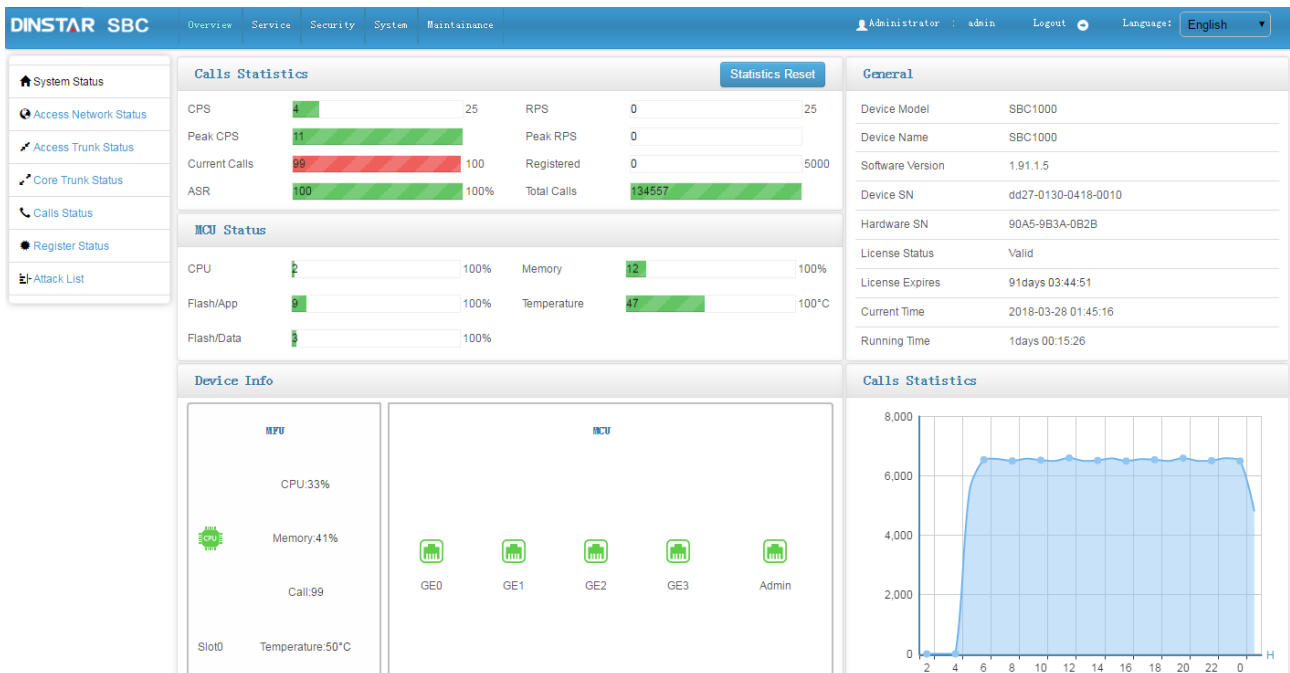 DINSTAR SBC
Overview Service Security System Maintainance
Administrator : admin Logout Language: English
System Status
Access Network Status
Access Trunk Status
Core Trunk Status
Calls Status
Register Status
Attack List
Calls Statistics Statistics Reset
CPS 4 25 RPS 0 25
Peak CPS 11 Peak RPS 0
Current Calls 99 100 Registered 0 5000
ASR 100 100% Total Calls 134557
MCU Status
CPU 2 100% Memory 12 100%
Flash/App 9 100% Temperature 47 100°C
Flash/Data 3 100%
General
Device Model SBC1000
Device Name SBC1000
Software Version 1.91.1.5
Device SN dd27-0130-0418-0010
Hardware SN 90A5-9B3A-0B2B
License Status Valid
License Expires 91days 03:44:51
Current Time 2018-03-28 01:45:16
Running Time 1days 00:15:26
Device Info
MFU
CPU:33%
CPU
Memory:41%
Call:99
Slot0 Temperature:50°C
MCU
GE0 GE1 GE2 GE3 Admin
Calls Statistics
8,000
6,000
4,000
2,000
0
H
2 4 6 8 10 12 14 16 18 20 22 0